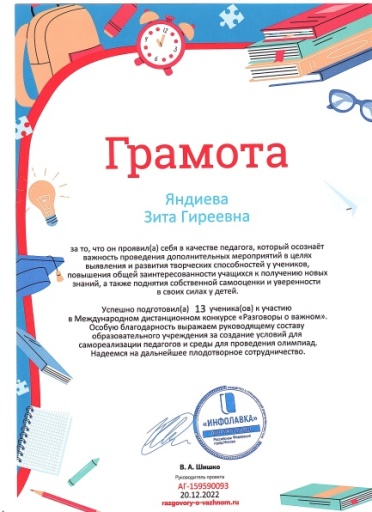 Грамота
Яндиева
Зита Гиреевна
за то, что он проявил(а) себя в качестве педагога, который осознаёт
важность проведения дополнительных мероприятий в целях
выявления и развития творческих способностей у учеников,
повышения общей заинтересованности учащихся к получению новых
знаний, а также поднятия собственной самооценки и уверенности
в своих силах у детей.
Успешно подготовил(а) 13 ученика(ов) к участию
в Международном дистанционном конкурсе «Разговоры о важном».
Особую благодарность выражаем руководящему составу
образовательного учреждения за создание условий для
самореализации педагогов и среды для проведения олимпиад.
Надеемся на дальнейшее плодотворное сотрудничество.
«ИНФОЛАВКА»
В. А. Шишко
Руководитель проекта
АГ-159590093
20.12.2022
razgovory-o-vazhnom.ru